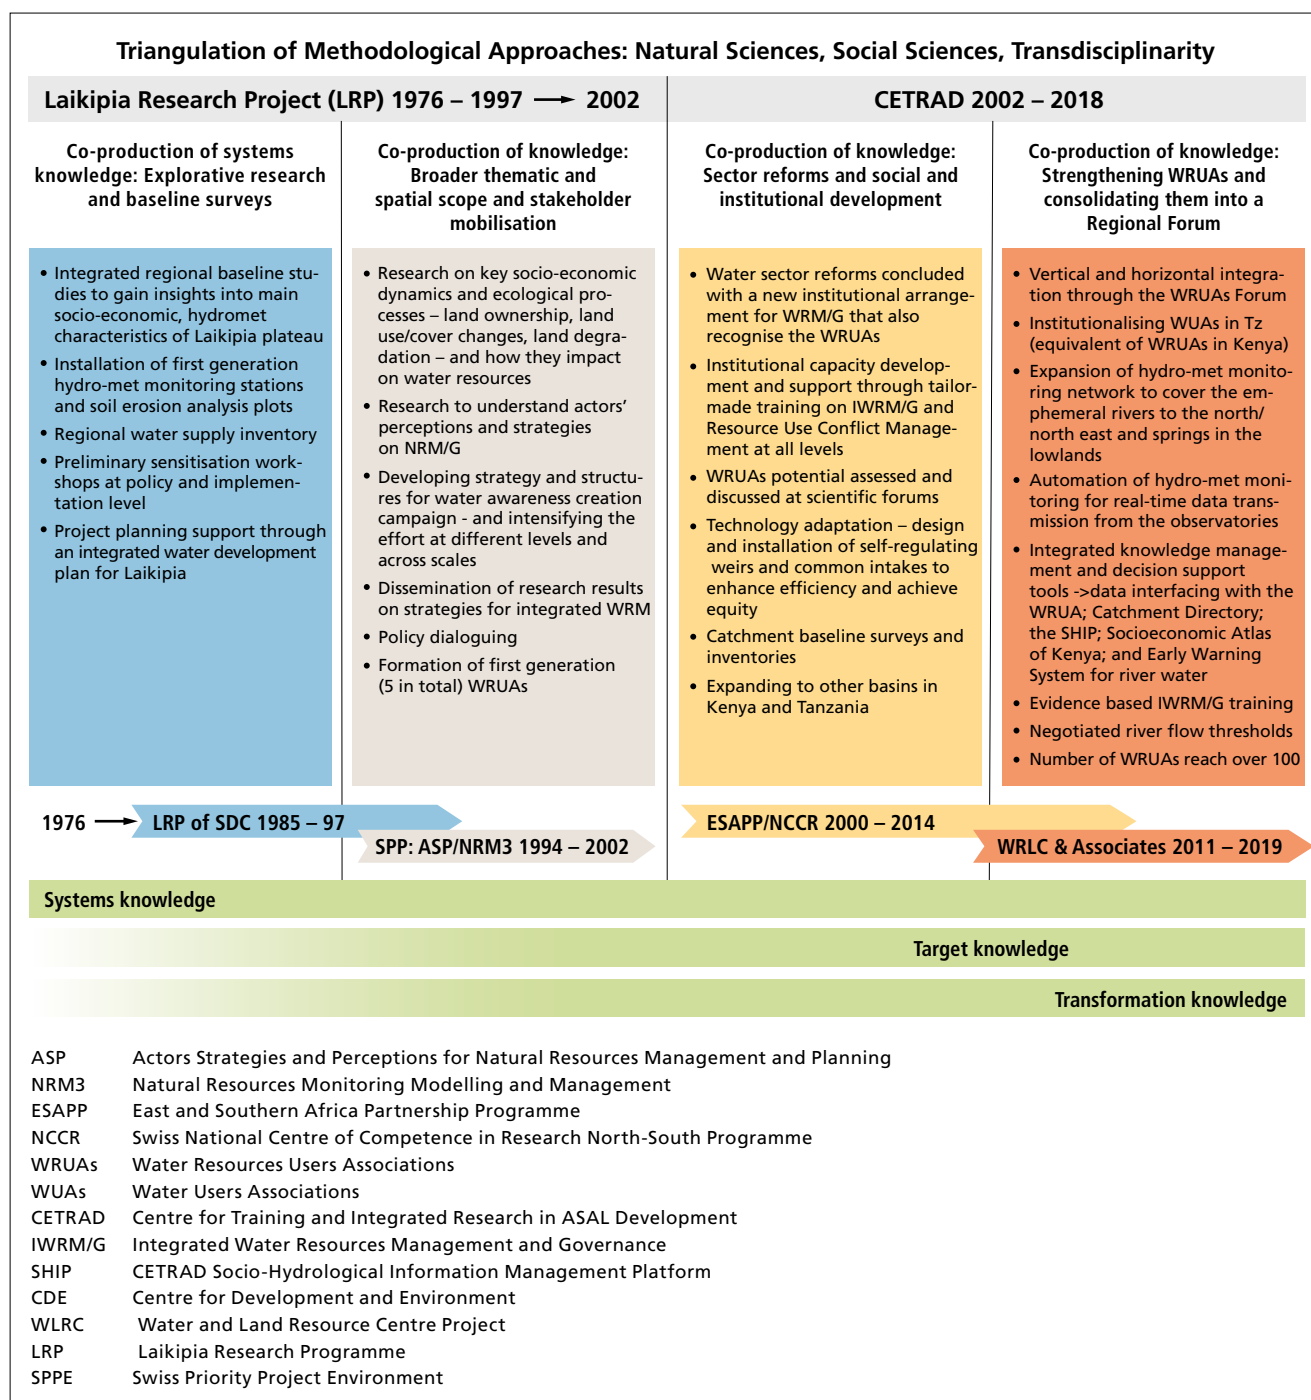 Triangulation of Methodological Approaches: Natural Sciences, Social Sciences, Transdisciplinarity
Laikipia Research Project (LRP) 1976 – 1997 → 2002
CETRAD 2002 – 2018
Co-production of systems
knowledge: Explorative research
and baseline surveys
Co-production of knowledge:
Broader thematic and
spatial scope and stakeholder
mobilisation
Co-production of knowledge:
Sector reforms and social and
institutional development
Co-production of knowledge:
Strengthening WRUAs and
consolidating them into a
Regional Forum
• Integrated regional baseline stu-
dies to gain insights into main
socio-economic, hydromet
characteristics of Laikipia plateau
• Installation of first generation
hydro-met monitoring stations
and soil erosion analysis plots
• Regional water supply inventory
• Preliminary sensitisation work-
shops at policy and implemen-
tation level
• Project planning support through
an integrated water development
plan for Laikipia
• Research on key socio-economic
dynamics and ecological pro-
cesses – land ownership, land
use/cover changes, land degra-
dation – and how they impact
on water resources
• Research to understand actors’
perceptions and strategies
on NRM/G
• Developing strategy and structu-
res for water awareness creation
campaign - and intensifying the
effort at different levels and
across scales
• Dissemination of research results
on strategies for integrated WRM
• Policy dialoguing
• Formation of first generation
(5 in total) WRUAs
• Water sector reforms concluded
with a new institutional arrange-
ment for WRM/G that also
recognise the WRUAs
• Institutional capacity develop-
ment and support through tailor-
made training on IWRM/G and
Resource Use Conflict Manage-
ment at all levels
• WRUAs potential assessed and
discussed at scientific forums
• Technology adaptation – design
and installation of self-regulating
weirs and common intakes to
enhance efficiency and achieve
equity
• Catchment baseline surveys and
inventories
• Expanding to other basins in
Kenya and Tanzania
• Vertical and horizontal integra-
tion through the WRUAs Forum
• Institutionalising WUAs in Tz
(equivalent of WRUAs in Kenya)
• Expansion of hydro-met monito-
ring network to cover the em-
phemeral rivers to the north/
north east and springs in the
lowlands
• Automation of hydro-met moni-
toring for real-time data trans-
mission from the observatories
• Integrated knowledge manage-
ment and decision support
tools ->data interfacing with the
WRUA; Catchment Directory;
the SHIP; Socioeconomic Atlas
of Kenya; and Early Warning
System for river water
• Evidence based IWRM/G training
• Negotiated river flow thresholds
• Number of WRUAs reach over 100
1976 → LRP of SDC 1985 – 97
SPP: ASP/NRM3 1994 – 2002
ESAPP/NCCR 2000 – 2014
WRLC & Associates 2011 – 2019
Systems knowledge
Target knowledge
Transformation knowledge
ASP Actors Strategies and Perceptions for Natural Resources Management and Planning
NRM3 Natural Resources Monitoring Modelling and Management
ESAPP East and Southern Africa Partnership Programme
NCCR Swiss National Centre of Competence in Research North-South Programme
WRUAs Water Resources Users Associations
WUAs Water Users Associations
CETRAD Centre for Training and Integrated Research in ASAL Development
IWRM/G Integrated Water Resources Management and Governance
SHIP CETRAD Socio-Hydrological Information Management Platform
CDE Centre for Development and Environment
WLRC Water and Land Resource Centre Project
LRP Laikipia Research Programme
SPPE Swiss Priority Project Environment